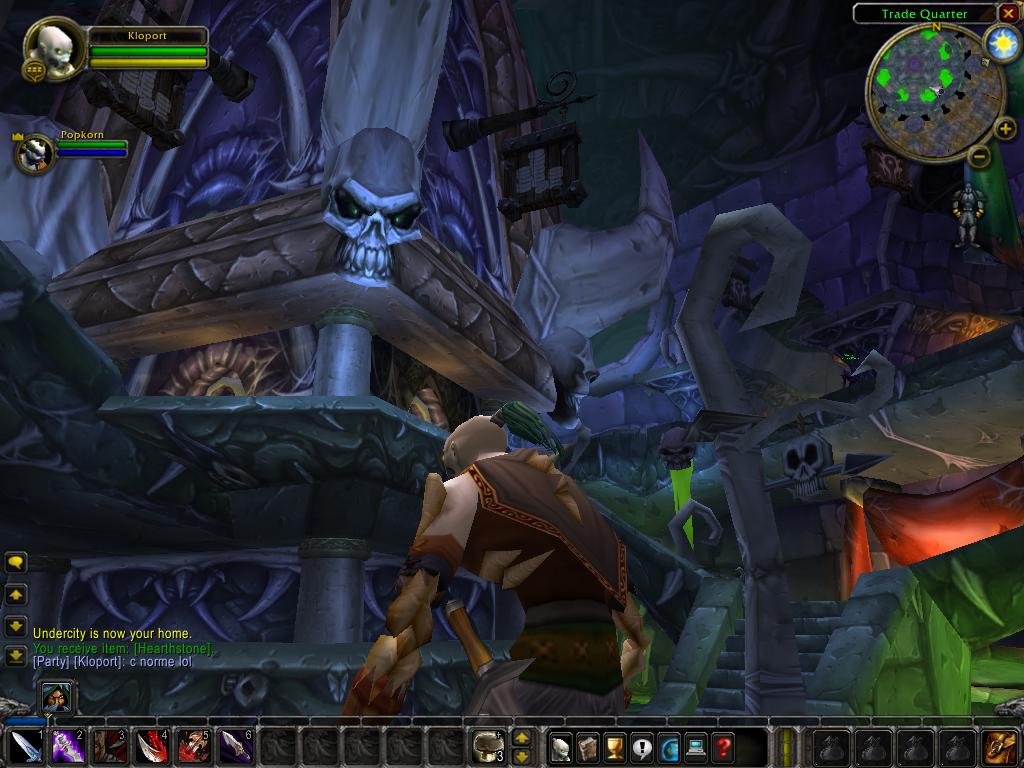 Trade Quarter
N
Kloport
zzz
Popkorn
Undercity is now your home.
You receive item: [Hearthstone].
[Party] [Kloport]: c norme lol
1 2 3 4 5 6
3